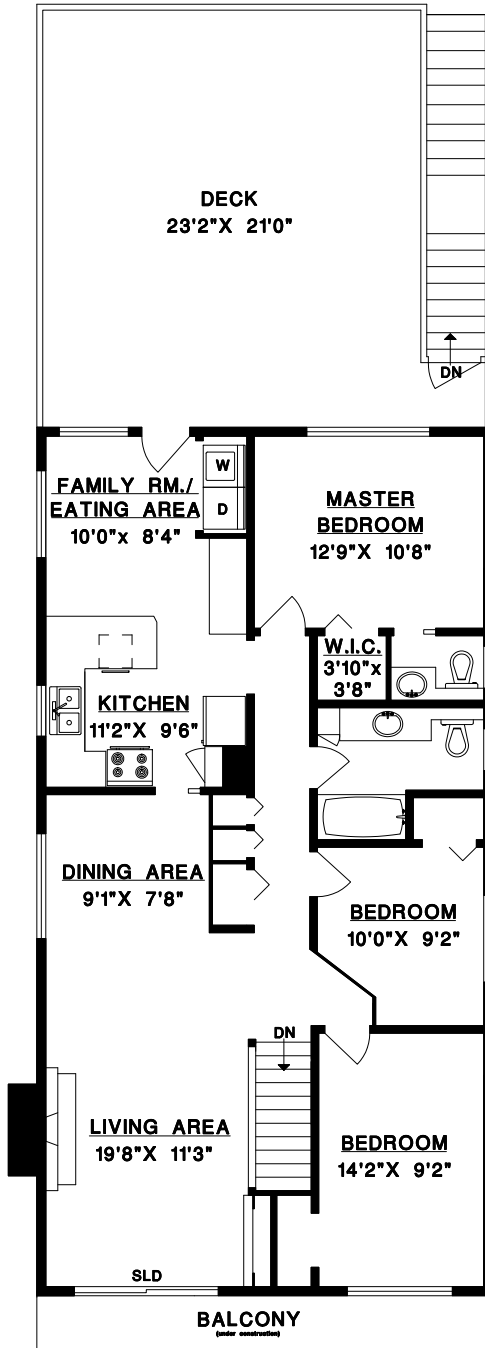 DECK
23'2"X 21'0"
DN
W
D
FAMILY RM./
EATING AREA
10'0"x 8'4"
MASTER
BEDROOM
12'9"X 10'8"
W.I.C.
3'10"x
3'8"
KITCHEN
11'2"X 9'6"
DINING AREA
9'1"X 7'8"
BEDROOM
10'0"X 9'2"
DN
LIVING AREA
19'8"X 11'3"
BEDROOM
14'2"X 9'2"
SLD
BALCONY
(under construction)